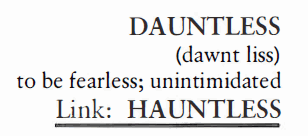 DAUNTLESS
(dawnt liss)
to be fearless; unintimidated
Link: HAUNTLESS